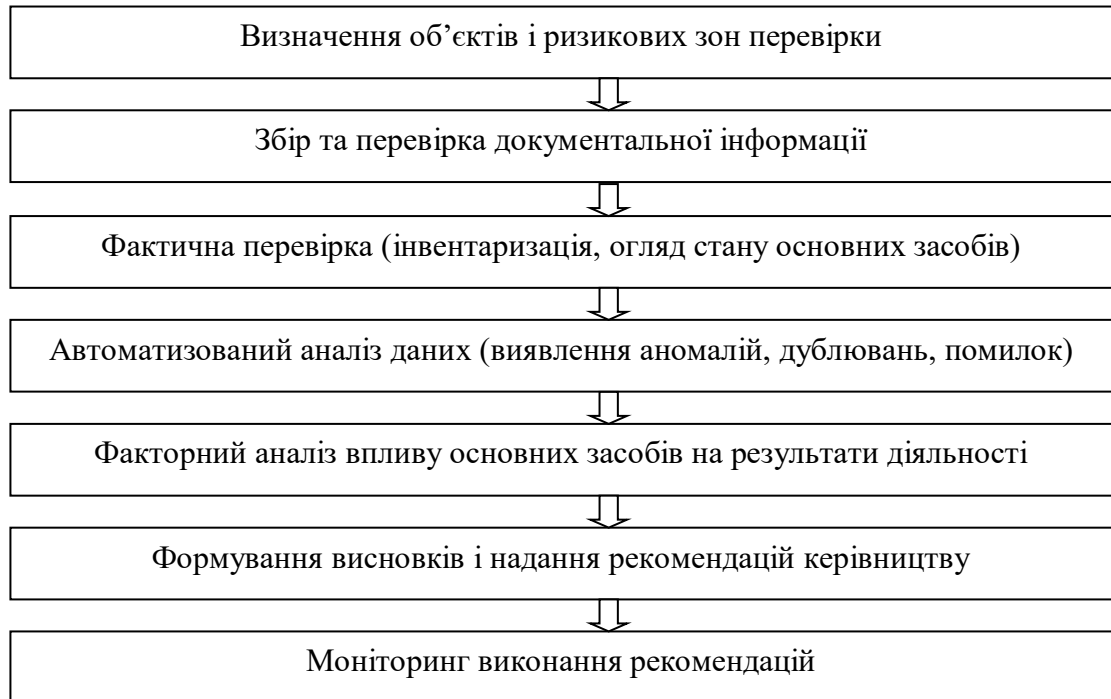 Визначення об’єктів і ризикових зон перевірки
Збір та перевірка документальної інформації
Фактична перевірка (інвентаризація, огляд стану основних засобів)
Автоматизований аналіз даних (виявлення аномалій, дублювань, помилок)
Факторний аналіз впливу основних засобів на результати діяльності
Формування висновків і надання рекомендацій керівництву
Моніторинг виконання рекомендацій